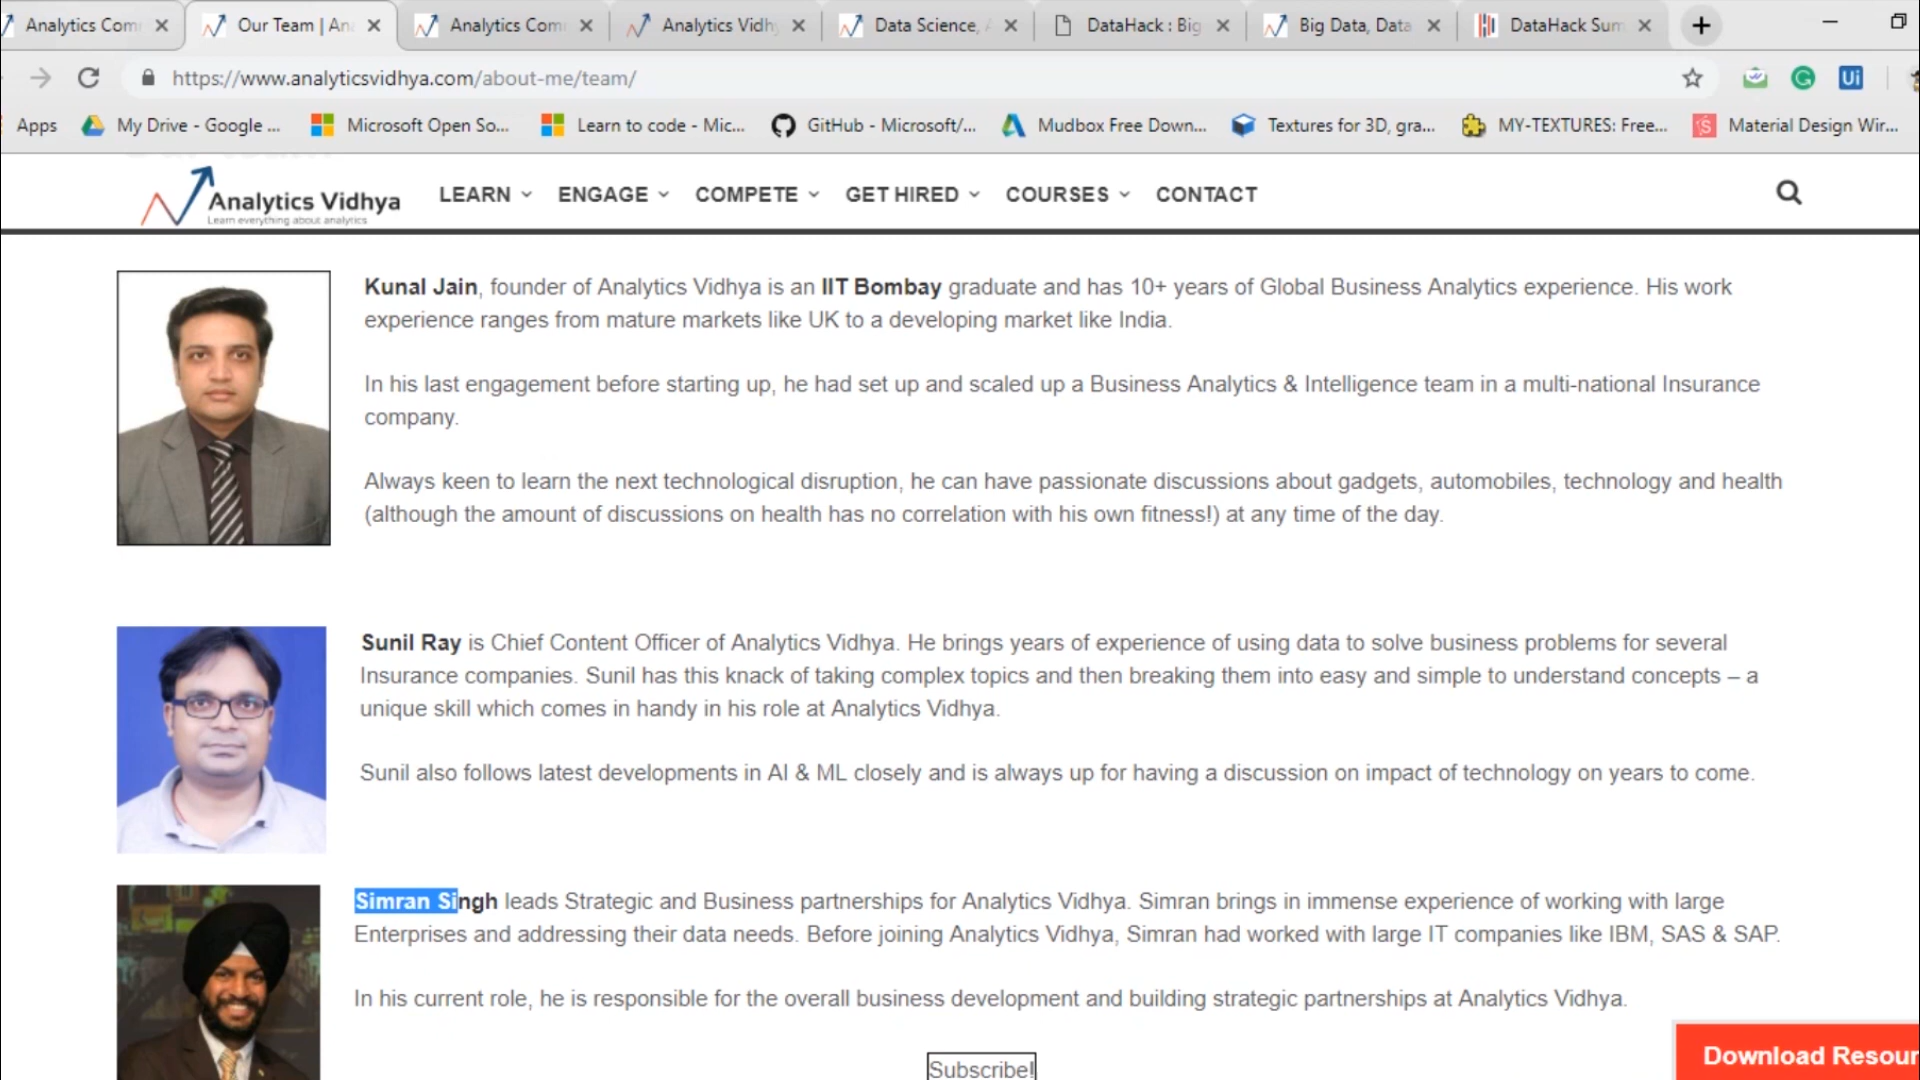 Analytics Com
Our Team | Ana
Analytics Com
Analytics Vidhy
Data Science, A
DataHack : Big
Big Data, Data
DataHack Sum
https://www.analyticsvidhya.com/about-me/team/
Ui
Apps
My Drive - Google ...
Microsoft Open So...
Learn to code - Mic...
GitHub - Microsoft/...
Mudbox Free Down...
Textures for 3D, gra...
MY-TEXTURES: Free...
Material Design Wir...
Analytics Vidhya
Learn everything about analytics
LEARN
ENGAGE
COMPETE
GET HIRED
COURSES
CONTACT
Kunal Jain, founder of Analytics Vidhya is an IIT Bombay graduate and has 10+ years of Global Business Analytics experience. His work
experience ranges from mature markets like UK to a developing market like India.
In his last engagement before starting up, he had set up and scaled up a Business Analytics & Intelligence team in a multi-national Insurance
company.
Always keen to learn the next technological disruption, he can have passionate discussions about gadgets, automobiles, technology and health
(although the amount of discussions on health has no correlation with his own fitness!) at any time of the day.
Sunil Ray is Chief Content Officer of Analytics Vidhya. He brings years of experience of using data to solve business problems for several
Insurance companies. Sunil has this knack of taking complex topics and then breaking them into easy and simple to understand concepts – a
unique skill which comes in handy in his role at Analytics Vidhya.
Sunil also follows latest developments in AI & ML closely and is always up for having a discussion on impact of technology on years to come.
Simran Singh leads Strategic and Business partnerships for Analytics Vidhya. Simran brings in immense experience of working with large
Enterprises and addressing their data needs. Before joining Analytics Vidhya, Simran had worked with large IT companies like IBM, SAS & SAP.
In his current role, he is responsible for the overall business development and building strategic partnerships at Analytics Vidhya.
Subscribe!
Download Resour